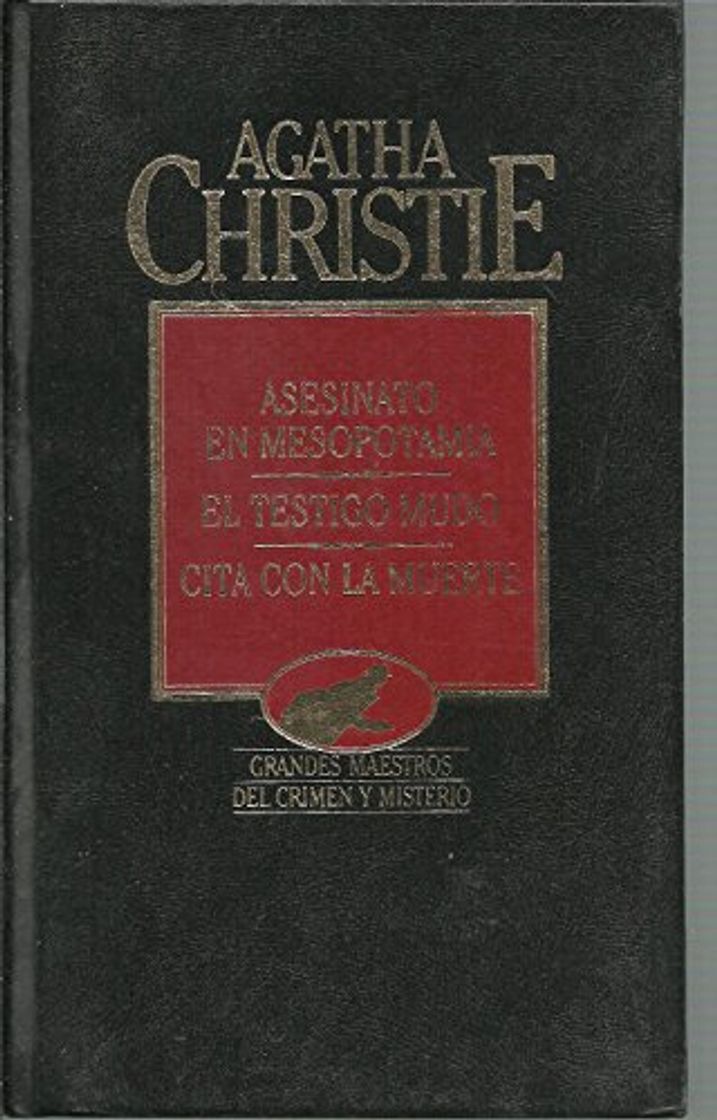 AGATHA
CHRISTIE
ASESINATO
EN MESOPOTAMIA
EL TESTIGO MUDO
CITA CON LA MUERTE
GRANDES MAESTROS
DEL CRIMEN Y MISTERIO